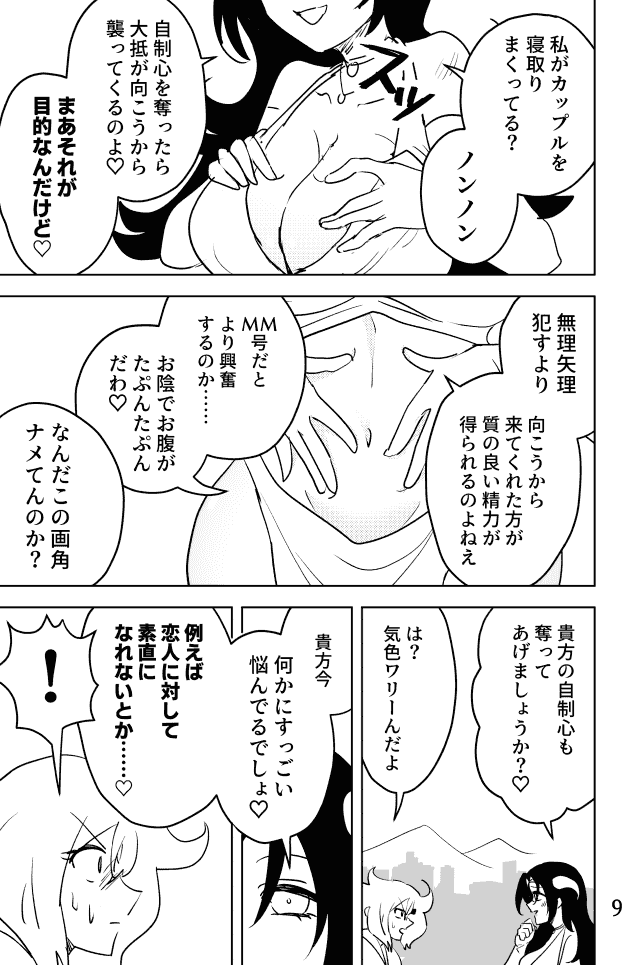 私がカップルを
寝取り
まくってる？
ノンノン
スッ
自制心を奪ったら
大抵が向こうから
襲ってくるのよ♡
まあそれが
目的なんだけど♡
無理矢理
犯すより
向こうから
来てくれた方が
質の良い精力が
得られるのよねえ
MM号だと
より興奮
するのか……
お陰でお腹が
たぷんたぷん
だわ♡
なんだこの画角
ナメてんのか？
貴方の自制心も
奪って
あげましょうか？♡
は？
気色ワリーんだよ
貴方今
何かにすっごい
悩んでるでしょ♡
例えば
恋人に対して
素直に
なれないとか……♡
！
9